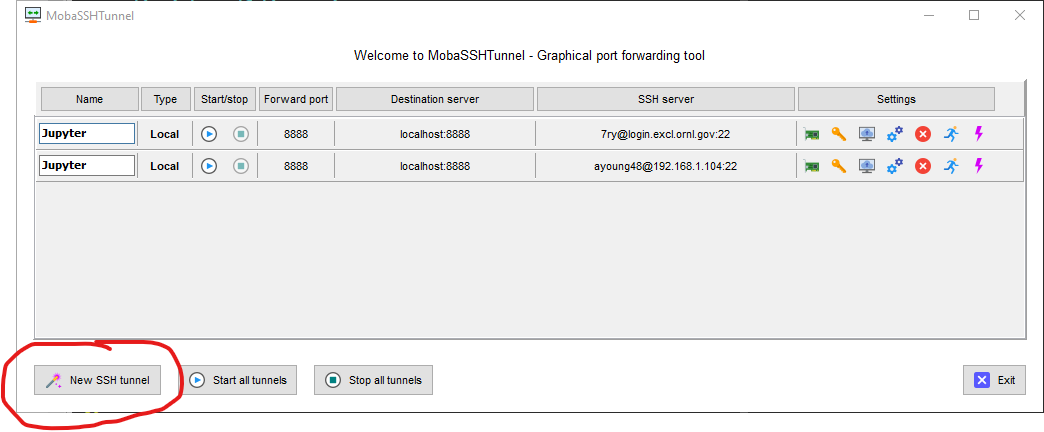 MobaSSHTunnel
Welcome to MobaSSHTunnel - Graphical port forwarding tool
Name Type Start/stop Forward port Destination server SSH server Settings
Jupyter Local 8888 localhost:8888 7ry@login.excl.ornl.gov:22
Jupyter Local 8888 localhost:8888 ayoung48@192.168.1.104:22
New SSH tunnel Start all tunnels Stop all tunnels Exit